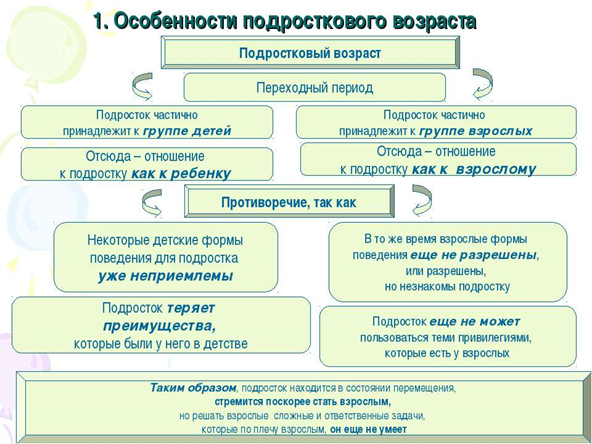 1. Особенности подросткового возраста
Подростковый возраст
Переходный период
Подросток частично
принадлежит к группе детей
Подросток частично
принадлежит к группе взрослых
Отсюда – отношение
к подростку как к ребенку
Отсюда – отношение
к подростку как к взрослому
Противоречие, так как
Некоторые детские формы
поведения для подростка
уже неприемлемы
В то же время взрослые формы
поведения еще не разрешены,
или разрешены,
но незнакомы подростку
Подросток теряет
преимущества,
которые были у него в детстве
Подросток еще не может
пользоваться теми привилегиями,
которые есть у взрослых
Таким образом, подросток находится в состоянии перемещения,
стремится поскорее стать взрослым,
но решать взрослые сложные и ответственные задачи,
которые по плечу взрослым, он еще не умеет